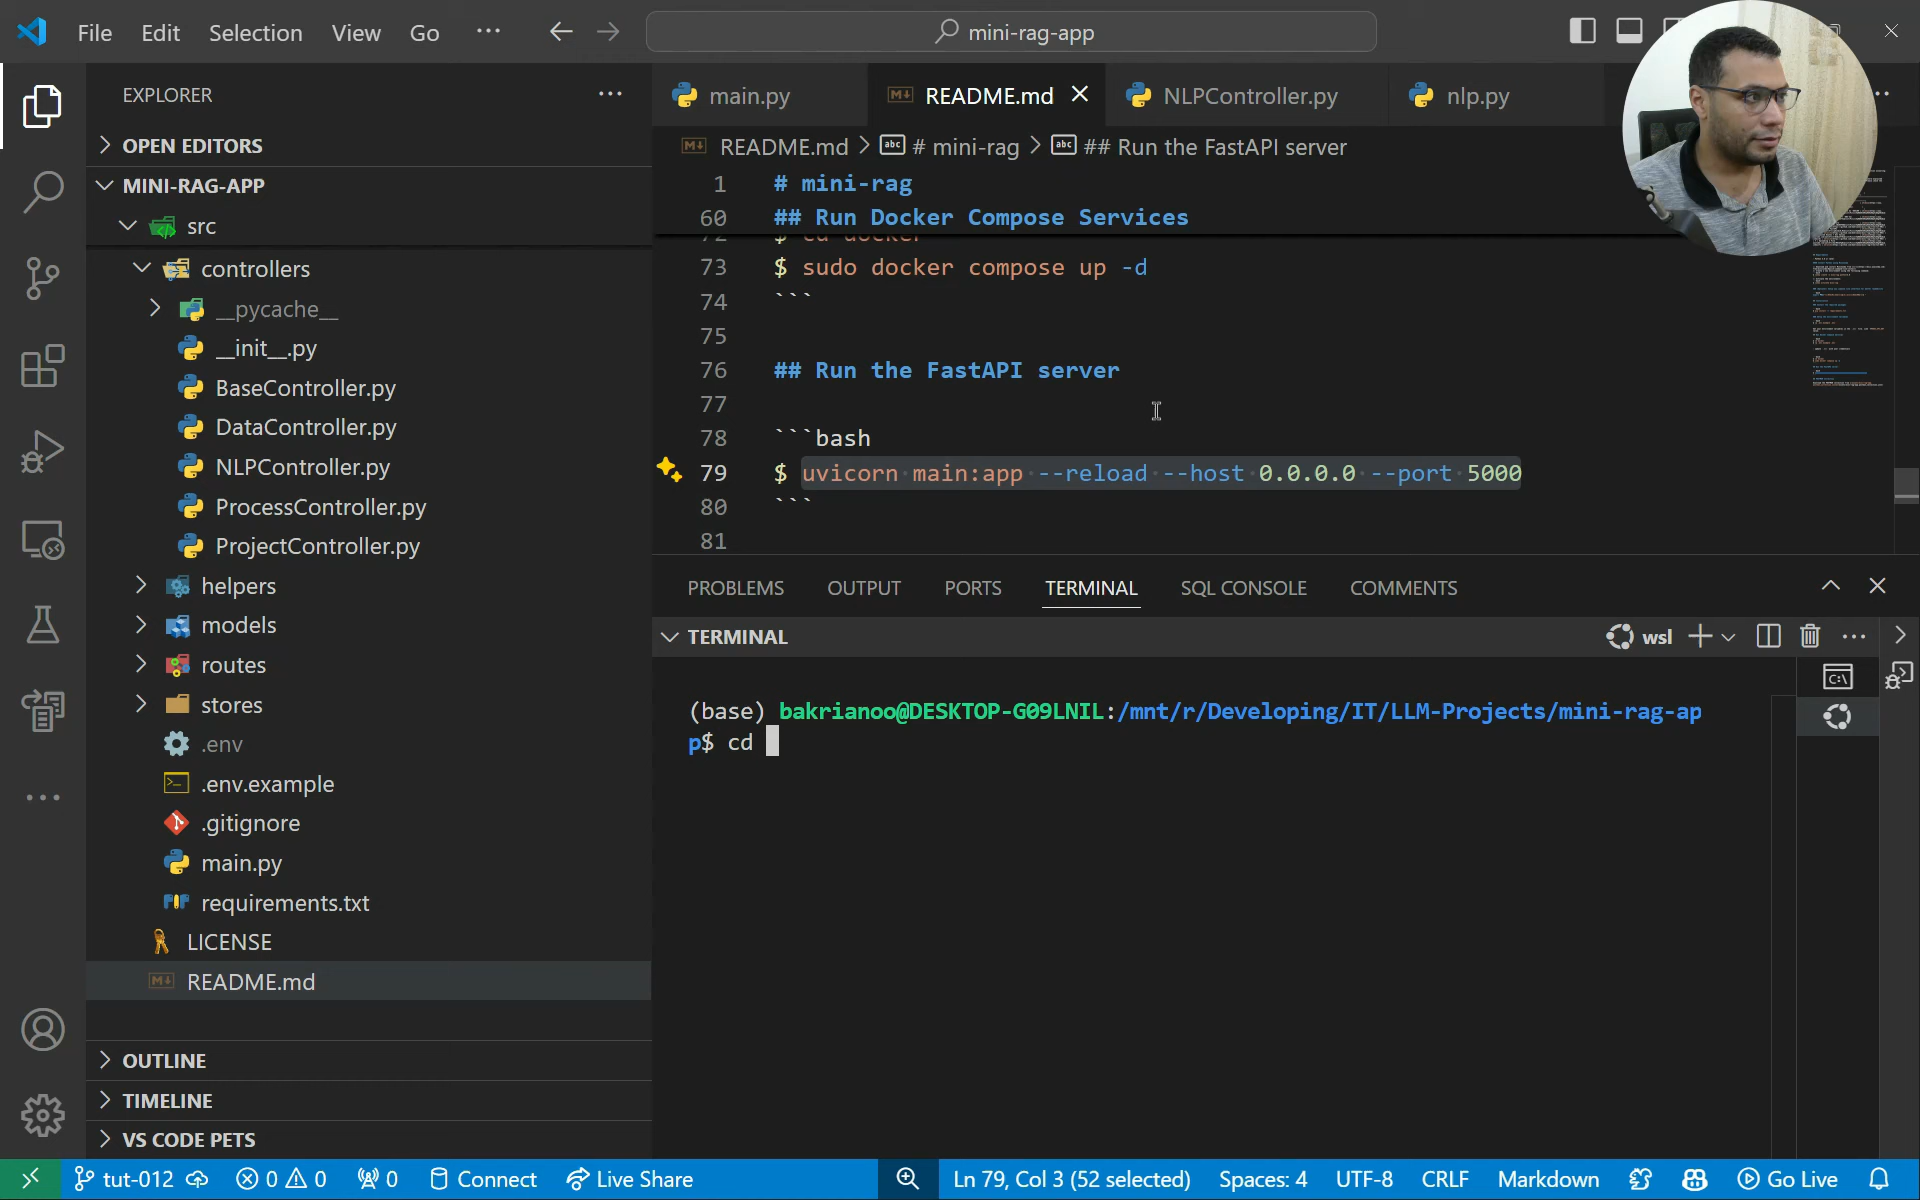 File Edit Selection View Go ··· mini-rag-app
EXPLORER ···
OPEN EDITORS
MINI-RAG-APP
src
controllers
__pycache__
__init__.py
BaseController.py
DataController.py
NLPController.py
ProcessController.py
ProjectController.py
helpers
models
routes
stores
.env
.env.example
.gitignore
main.py
requirements.txt
LICENSE
README.md
OUTLINE
TIMELINE
VS CODE PETS
main.py README.md NLPController.py nlp.py
README.md > # mini-rag > ## Run the FastAPI server
1 # mini-rag
60 ## Run Docker Compose Services
72 $ cd docker
73 $ sudo docker compose up -d
74 ```
75
76 ## Run the FastAPI server
77
78 ```bash
79 $ uvicorn main:app --reload --host 0.0.0.0 --port 5000
80 ```
81
PROBLEMS OUTPUT PORTS TERMINAL SQL CONSOLE COMMENTS
TERMINAL wsl
(base) bakrianoo@DESKTOP-G09LNIL:/mnt/r/Developing/IT/LLM-Projects/mini-rag-ap
p$ cd
tut-012 0 0 0 Connect Live Share Ln 79, Col 3 (52 selected) Spaces: 4 UTF-8 CRLF Markdown Go Live